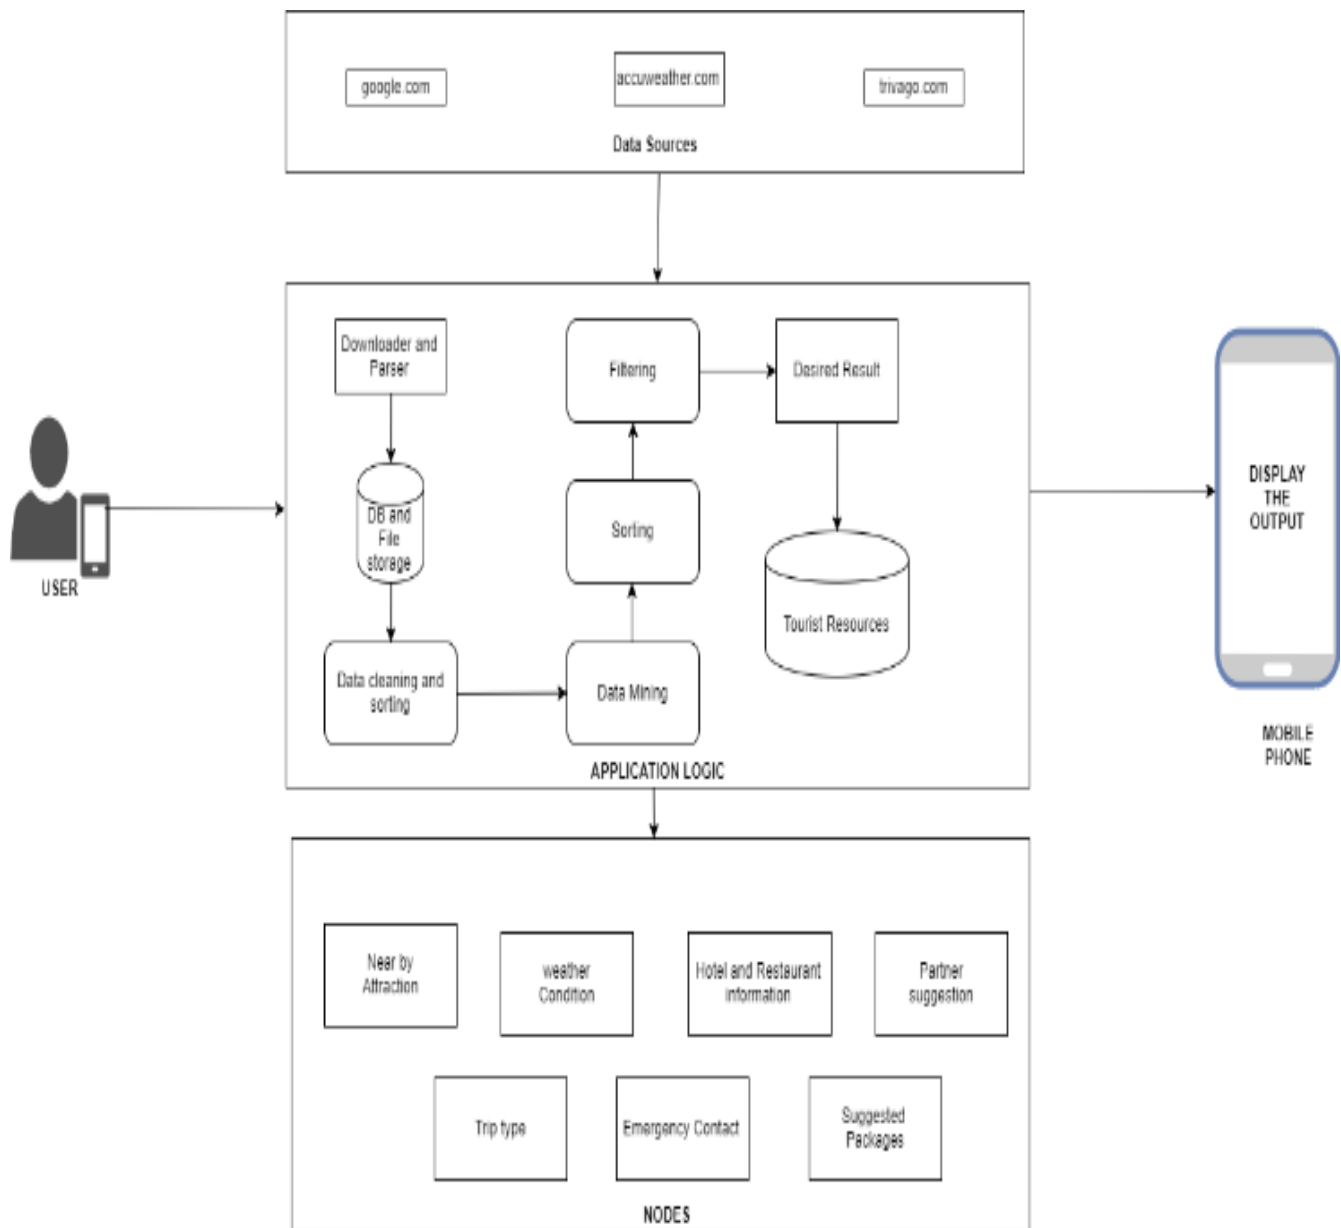 google.com
accuweather.com
trivago.com
Data Sources
Downloader and
Parser
DB and
File
storage
Data cleaning and
sorting
Filtering
Sorting
Data Mining
Desired Result
Tourist Resources
APPLICATION LOGIC
USER
DISPLAY
THE
OUTPUT
MOBILE
PHONE
Near by
Attraction
weather
Condition
Hotel and Restaurant
information
Partner
suggestion
Trip type
Emergency Contact
Suggested
Packages
NODES